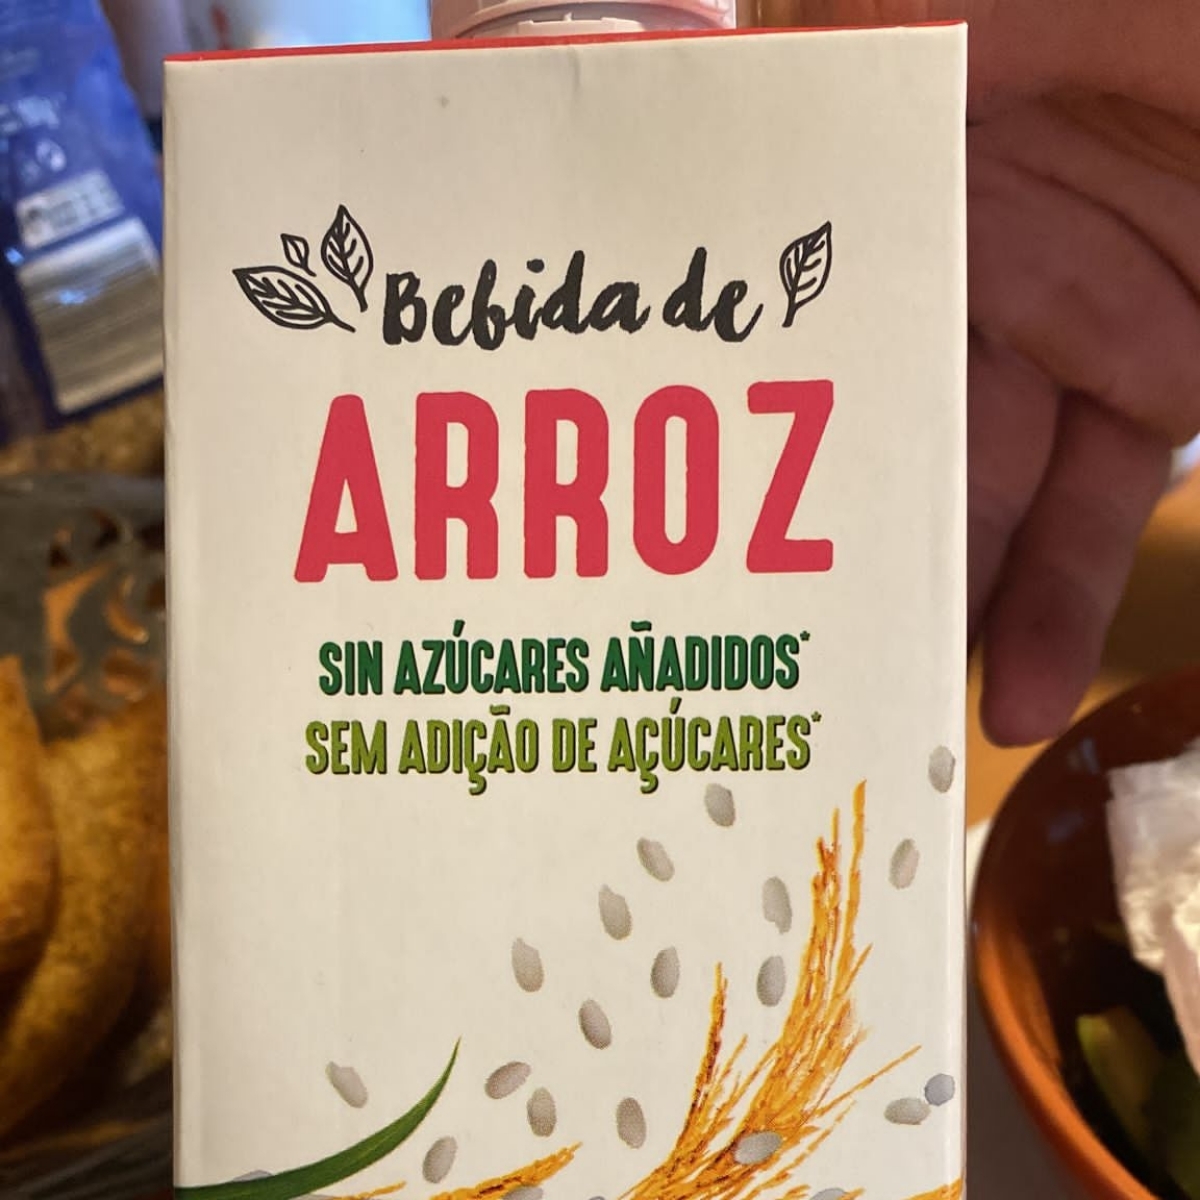 Bebida de
ARROZ
SIN AZÚCARES AÑADIDOS*
SEM ADIÇÃO DE AÇÚCARES*